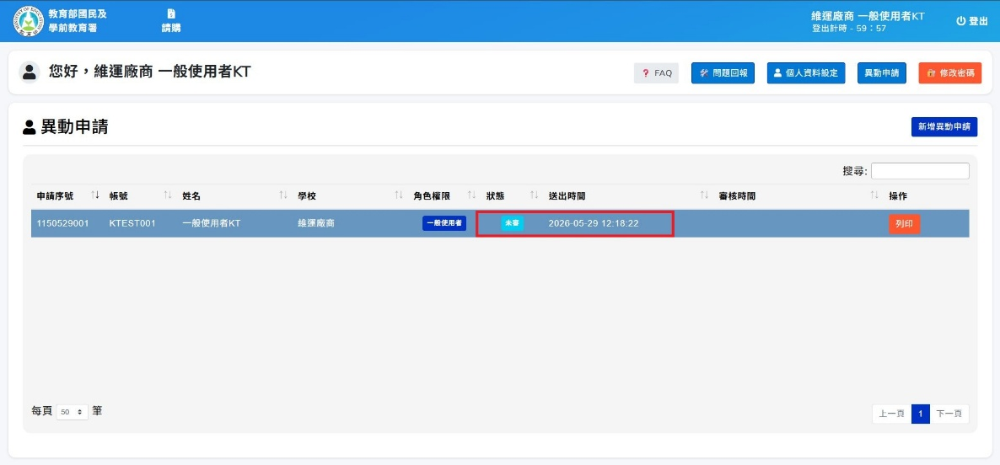 教育部國民及
學前教育署
請購
維運廠商 一般使用者KT
登出計時 - 59：57
登出
您好，維運廠商 一般使用者KT
FAQ
問題回報
個人資料設定
異動申請
修改密碼
異動申請
新增異動申請
搜尋:
申請序號 帳號 姓名 學校 角色權限 狀態 送出時間 審核時間 操作
1150529001 KTEST001 一般使用者KT 維運廠商 一般使用者 未審 2026-05-29 12:18:22 列印
每頁 50 筆
上一頁 1 下一頁